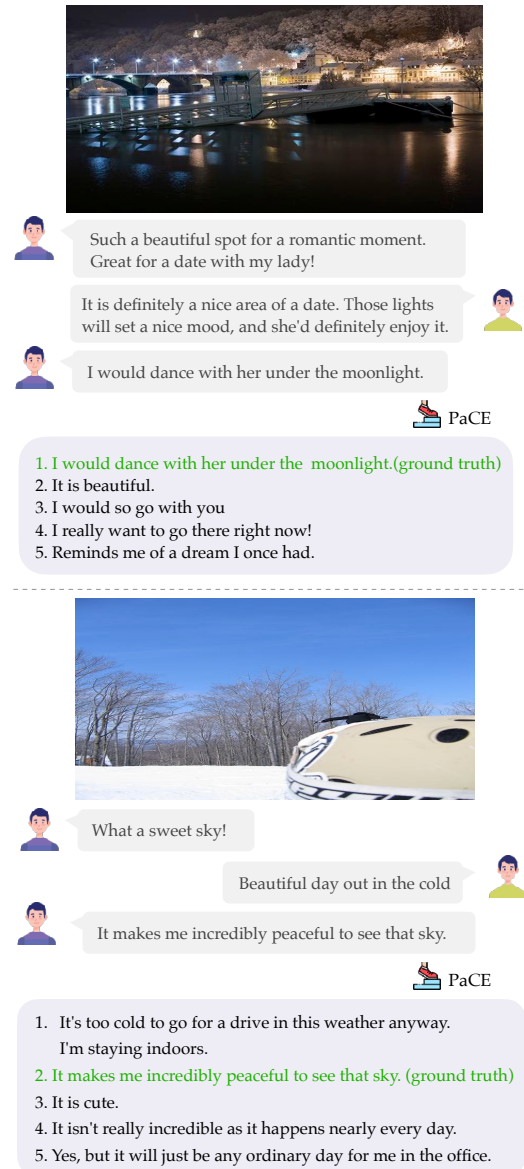 Such a beautiful spot for a romantic moment.
Great for a date with my lady!
It is definitely a nice area of a date. Those lights
will set a nice mood, and she'd definitely enjoy it.
I would dance with her under the moonlight.
PaCE
1. I would dance with her under the moonlight.(ground truth)
2. It is beautiful.
3. I would so go with you
4. I really want to go there right now!
5. Reminds me of a dream I once had.
What a sweet sky!
Beautiful day out in the cold
It makes me incredibly peaceful to see that sky.
PaCE
1. It's too cold to go for a drive in this weather anyway.
I'm staying indoors.
2. It makes me incredibly peaceful to see that sky. (ground truth)
3. It is cute.
4. It isn't really incredible as it happens nearly every day.
5. Yes, but it will just be any ordinary day for me in the office.